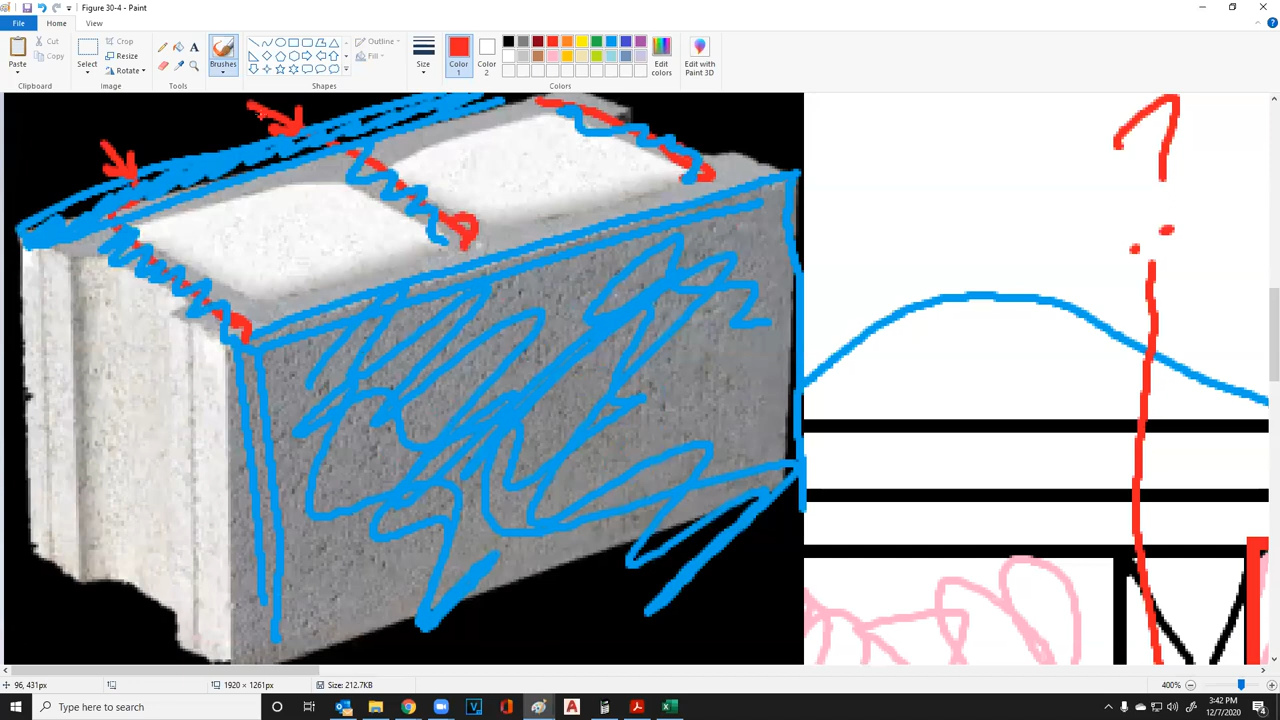 Figure 30-4 - Paint
File Home View
Paste
Cut
Copy
Clipboard
Select
Crop
Resize
Rotate
Image
A
Tools
Brushes
Shapes
Outline
Fill
Size
Color 1
Color 2
Edit colors
Colors
Edit with Paint 3D
?
96, 431px
1920 × 1261px
Size: 212.7KB
400%
Type here to search
3:42 PM
12/7/2020